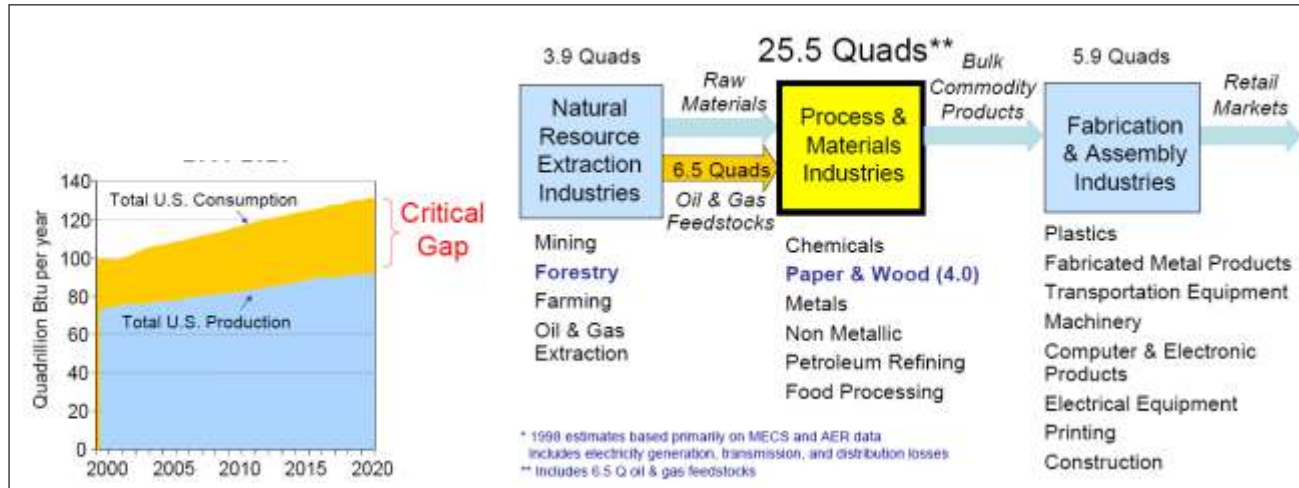 140
120
100
80
60
40
20
0
Quadrillion Btu per year
Total U.S. Consumption
Total U.S. Production
2000 2005 2010 2015 2020
Critical
Gap
3.9 Quads
Natural
Resource
Extraction
Industries
Mining
Forestry
Farming
Oil & Gas
Extraction
Raw
Materials
6.5 Quads
Oil & Gas
Feedstocks
25.5 Quads**
Process &
Materials
Industries
Chemicals
Paper & Wood (4.0)
Metals
Non Metallic
Petroleum Refining
Food Processing
Bulk
Commodity
Products
5.9 Quads
Fabrication
& Assembly
Industries
Plastics
Fabricated Metal Products
Transportation Equipment
Machinery
Computer & Electronic
Products
Electrical Equipment
Printing
Construction
Retail
Markets
* 1998 estimates based primarily on MECS and AER data
Includes electricity generation, transmission, and distribution losses
** Includes 6.5 Q oil & gas feedstocks